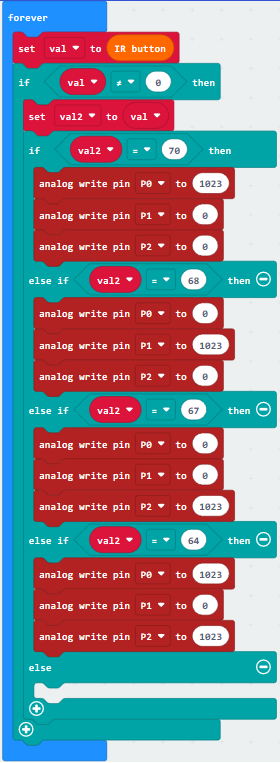 forever
set val to IR button
if val ≠ 0 then
set val2 to val
if val2 = 70 then
analog write pin P0 to 1023
analog write pin P1 to 0
analog write pin P2 to 0
else if val2 = 68 then
analog write pin P0 to 0
analog write pin P1 to 1023
analog write pin P2 to 0
else if val2 = 67 then
analog write pin P0 to 0
analog write pin P1 to 0
analog write pin P2 to 1023
else if val2 = 64 then
analog write pin P0 to 1023
analog write pin P1 to 0
analog write pin P2 to 1023
else